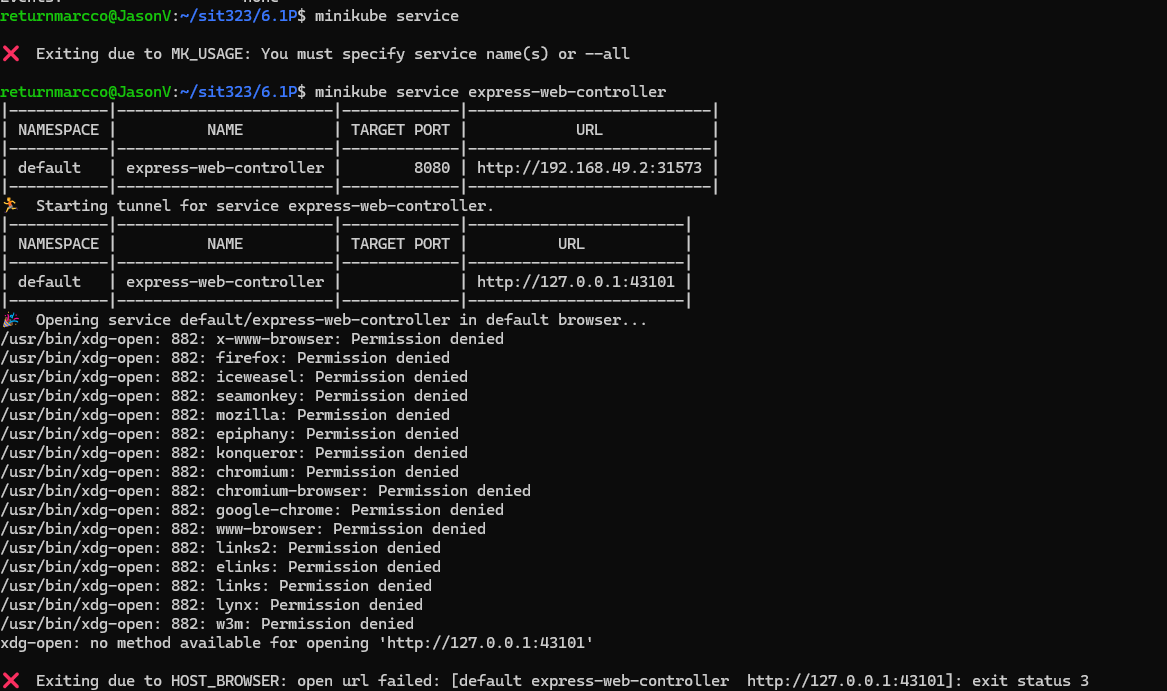 returnmarcco@JasonV:~/sit323/6.1P$ minikube service
❌  Exiting due to MK_USAGE: You must specify service name(s) or --all
returnmarcco@JasonV:~/sit323/6.1P$ minikube service express-web-controller
|-----------|------------------------|-------------|---------------------------|
| NAMESPACE |          NAME          | TARGET PORT |            URL            |
|-----------|------------------------|-------------|---------------------------|
| default   | express-web-controller |        8080 | http://192.168.49.2:31573 |
|-----------|------------------------|-------------|---------------------------|
🏃  Starting tunnel for service express-web-controller.
|-----------|------------------------|-------------|------------------------|
| NAMESPACE |          NAME          | TARGET PORT |          URL           |
|-----------|------------------------|-------------|------------------------|
| default   | express-web-controller |             | http://127.0.0.1:43101 |
|-----------|------------------------|-------------|------------------------|
🎉  Opening service default/express-web-controller in default browser...
/usr/bin/xdg-open: 882: x-www-browser: Permission denied
/usr/bin/xdg-open: 882: firefox: Permission denied
/usr/bin/xdg-open: 882: iceweasel: Permission denied
/usr/bin/xdg-open: 882: seamonkey: Permission denied
/usr/bin/xdg-open: 882: mozilla: Permission denied
/usr/bin/xdg-open: 882: epiphany: Permission denied
/usr/bin/xdg-open: 882: konqueror: Permission denied
/usr/bin/xdg-open: 882: chromium: Permission denied
/usr/bin/xdg-open: 882: chromium-browser: Permission denied
/usr/bin/xdg-open: 882: google-chrome: Permission denied
/usr/bin/xdg-open: 882: www-browser: Permission denied
/usr/bin/xdg-open: 882: links2: Permission denied
/usr/bin/xdg-open: 882: elinks: Permission denied
/usr/bin/xdg-open: 882: links: Permission denied
/usr/bin/xdg-open: 882: lynx: Permission denied
/usr/bin/xdg-open: 882: w3m: Permission denied
xdg-open: no method available for opening 'http://127.0.0.1:43101'
❌  Exiting due to HOST_BROWSER: open url failed: [default express-web-controller  http://127.0.0.1:43101]: exit status 3